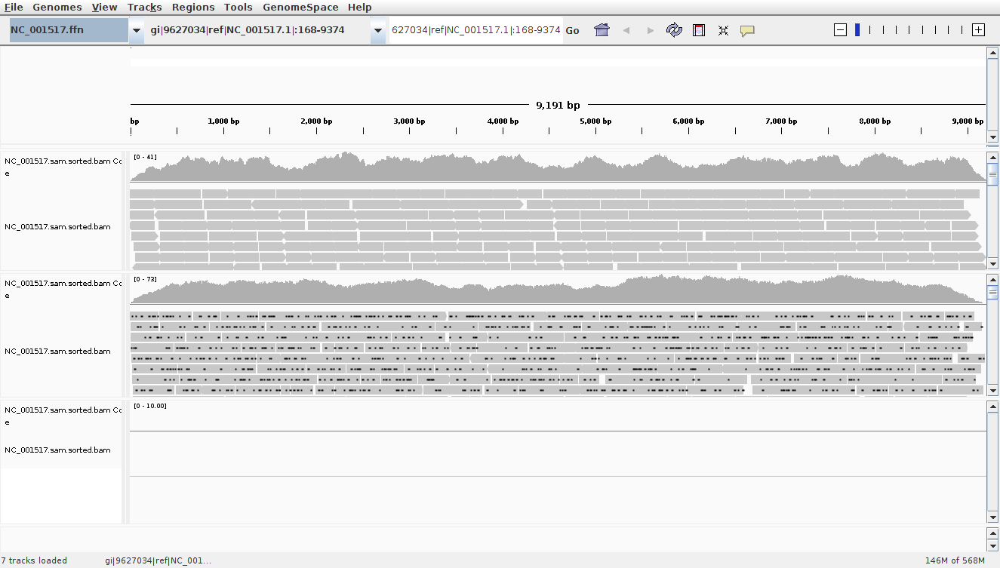 File Genomes View Tracks Regions Tools GenomeSpace Help
NC_001517.ffn gi|9627034|ref|NC_001517.1|:168-9374 627034|ref|NC_001517.1|:168-9374 Go
9,191 bp
bp 1,000 bp 2,000 bp 3,000 bp 4,000 bp 5,000 bp 6,000 bp 7,000 bp 8,000 bp 9,000 bp
NC_001517.sam.sorted.bam Cc [0 - 41]
e
NC_001517.sam.sorted.bam
NC_001517.sam.sorted.bam Cc [0 - 73]
e
NC_001517.sam.sorted.bam
NC_001517.sam.sorted.bam Cc [0 - 10.00]
e
NC_001517.sam.sorted.bam
7 tracks loaded gi|9627034|ref|NC_001... 146M of 568M